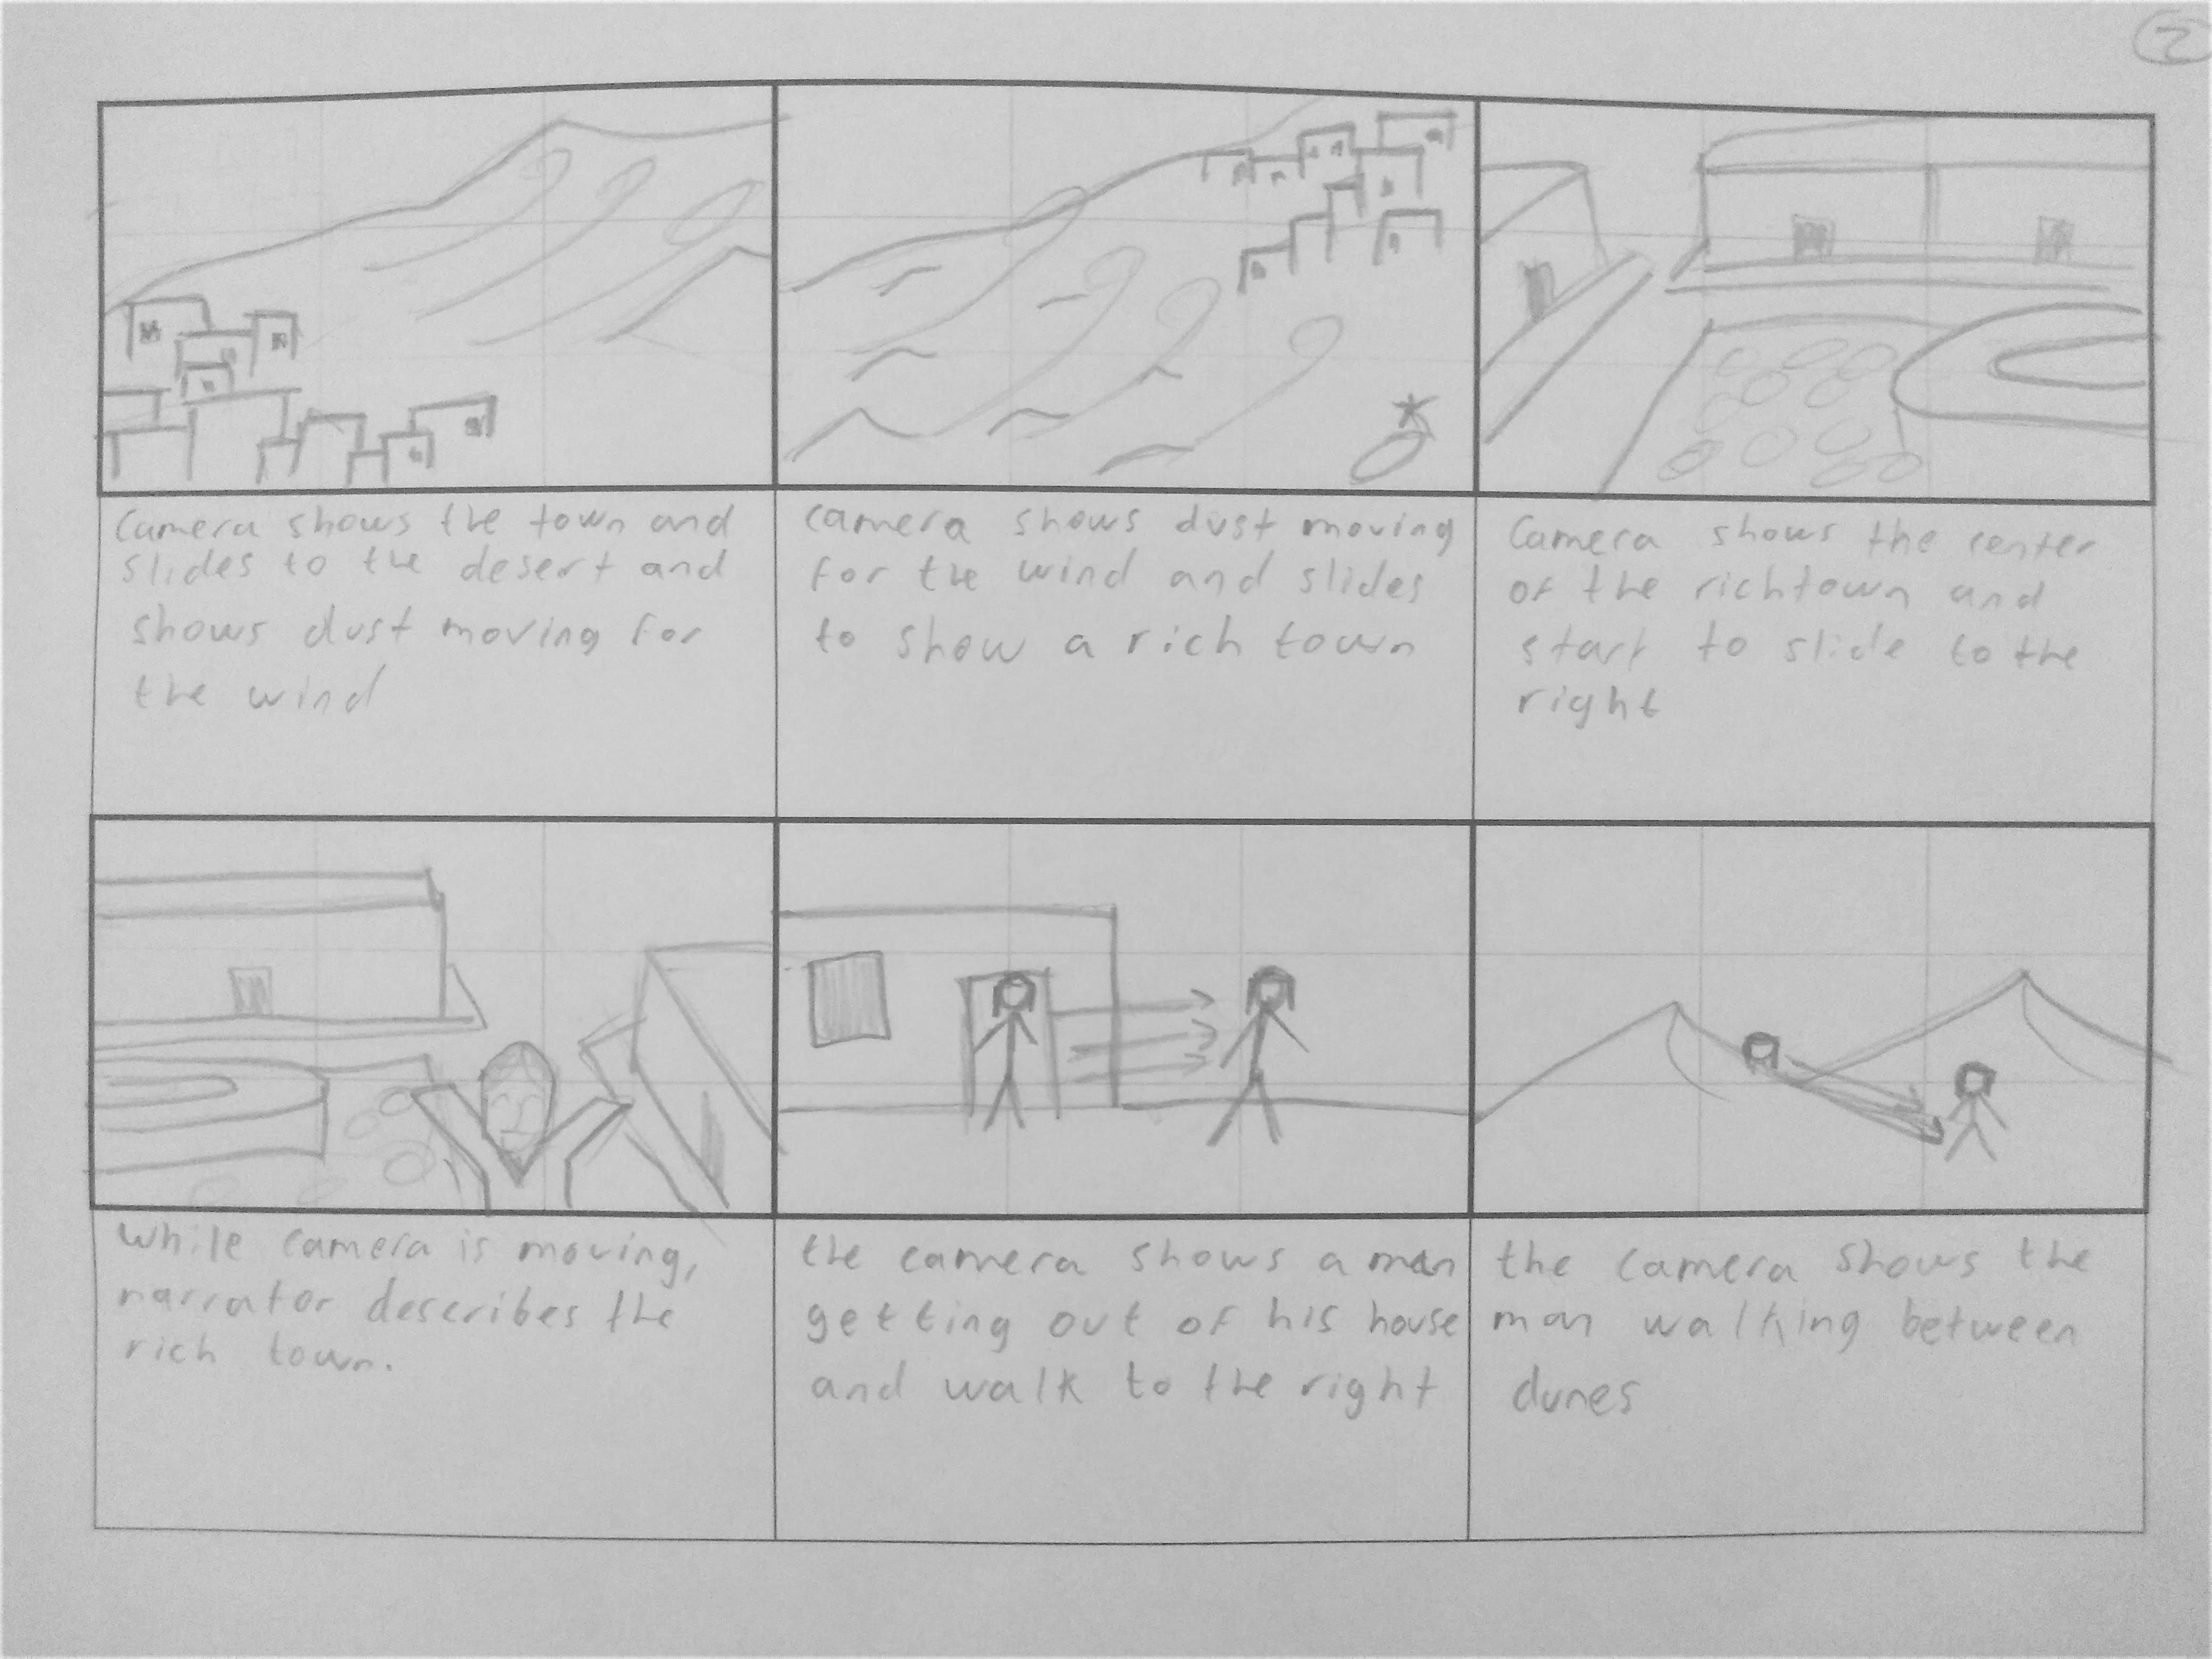 2
Camera shows the town and
slides to the desert and
shows dust moving for
the wind
camera shows dust moving
for the wind and slides
to show a rich town
Camera shows the center
of the richtown and
start to slide to the
right
While camera is moving,
narrator describes the
rich town.
the camera shows a man
getting out of his house
and walk to the right
the camera shows the
man walking between
dunes